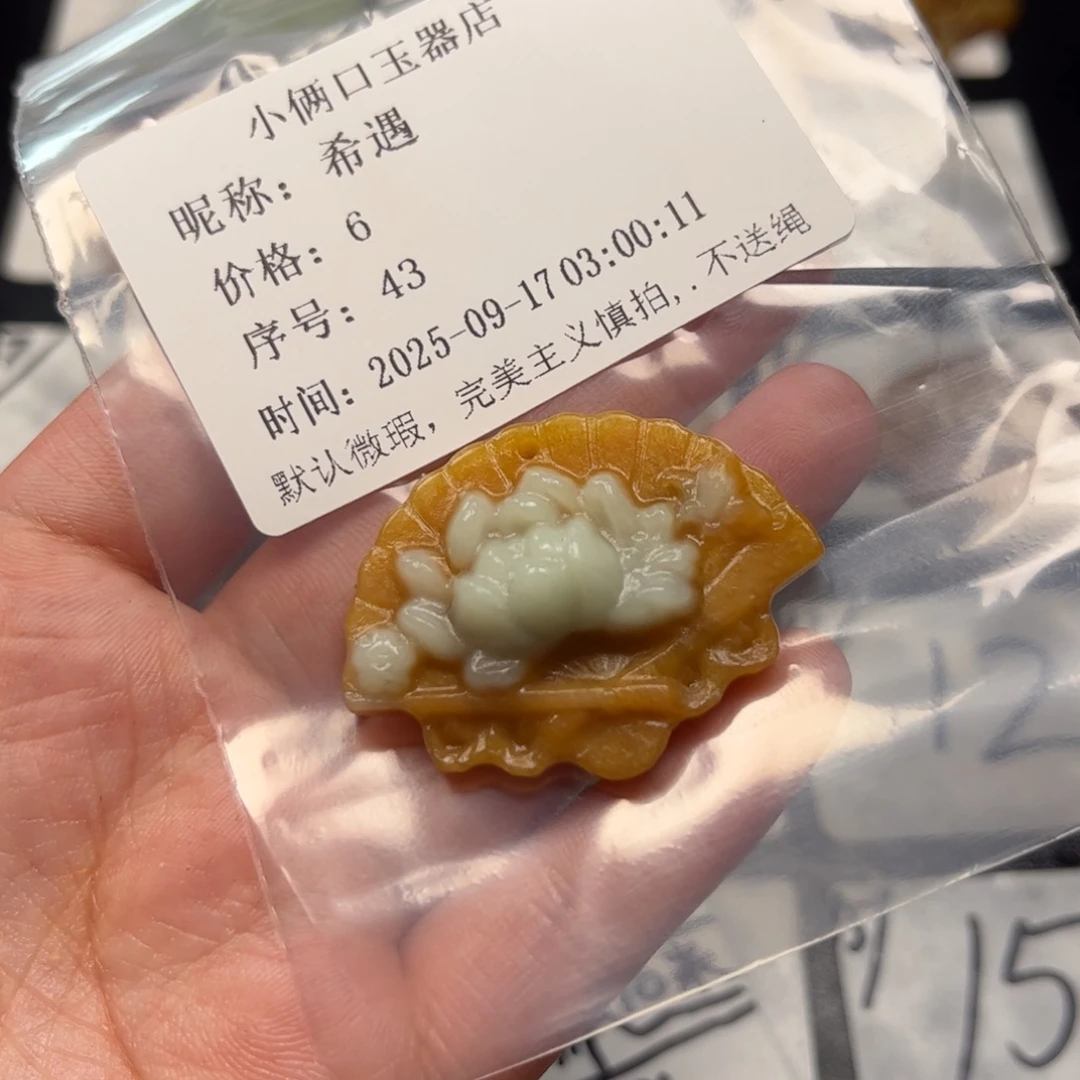 小俩口玉器店
昵称: 希遇
价格: 6
序号: 43
时间: 2025-09-17 03:00:11
默认微瑕, 完美主义慎拍, . 不送绳
12
15